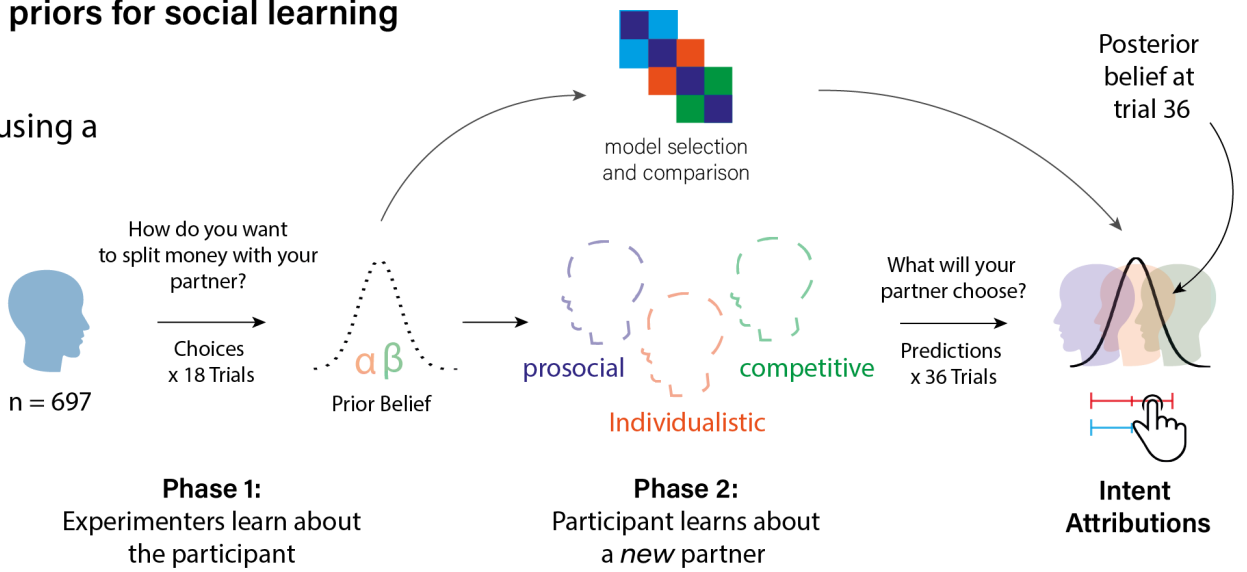 priors for social learning
using a
Posterior
belief at
trial 36
model selection
and comparison
How do you want
to split money with your
partner?
Choices
x 18 Trials
n = 697
αβ
Prior Belief
prosocial
Individualistic
competitive
What will your
partner choose?
Predictions
x 36 Trials
Phase 1:
Experimenters learn about
the participant
Phase 2:
Participant learns about
a new partner
Intent
Attributions